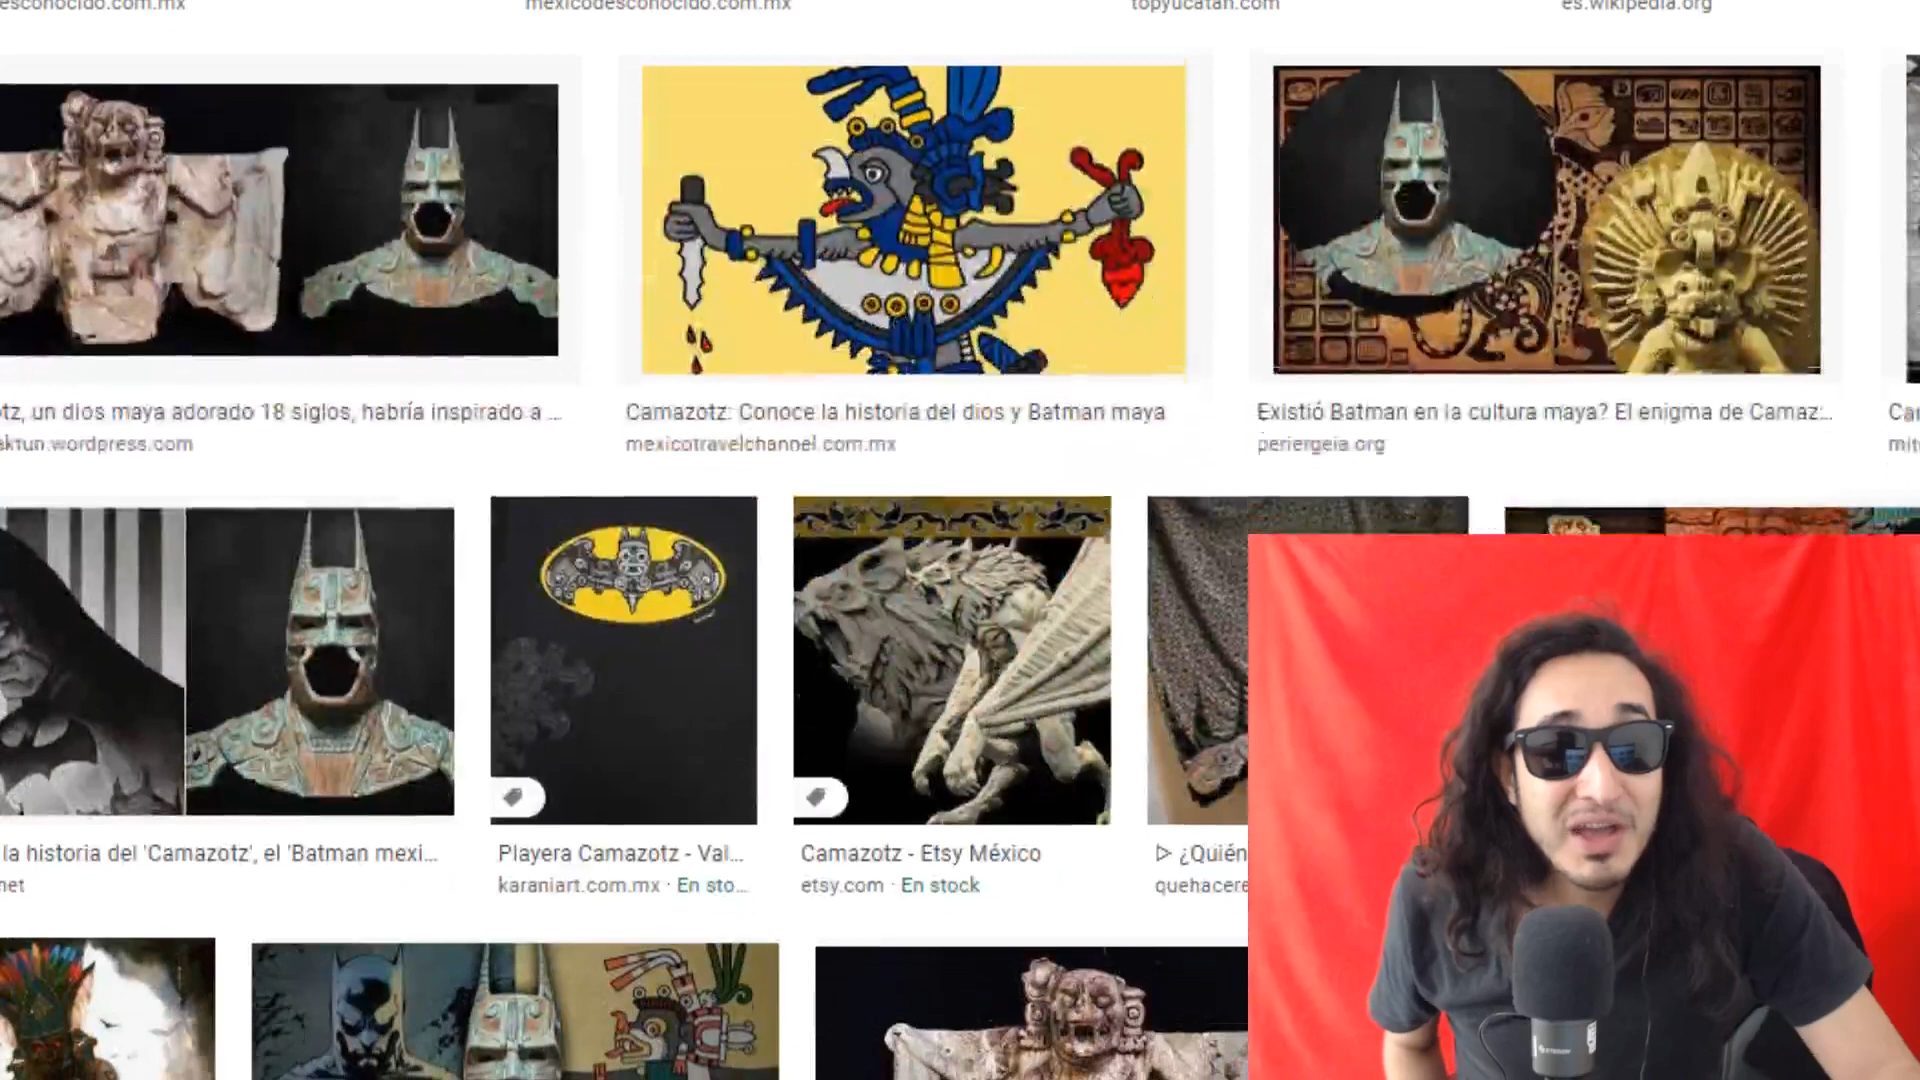 esconocido.com.mx
mexicodesconocido.com.mx
topyucatan.com
es.wikipedia.org
otz, un dios maya adorado 18 siglos, habría inspirado a ...
aktun.wordpress.com
Camazotz: Conoce la historia del dios y Batman maya
mexicotravelchannel.com.mx
Existió Batman en la cultura maya? El enigma de Camaz...
periergeia.org
la historia del 'Camazotz', el 'Batman mexi...
net
Playera Camazotz - Val...
karaniart.com.mx · En sto...
Camazotz - Etsy México
etsy.com · En stock
▷ ¿Quién
quehacere